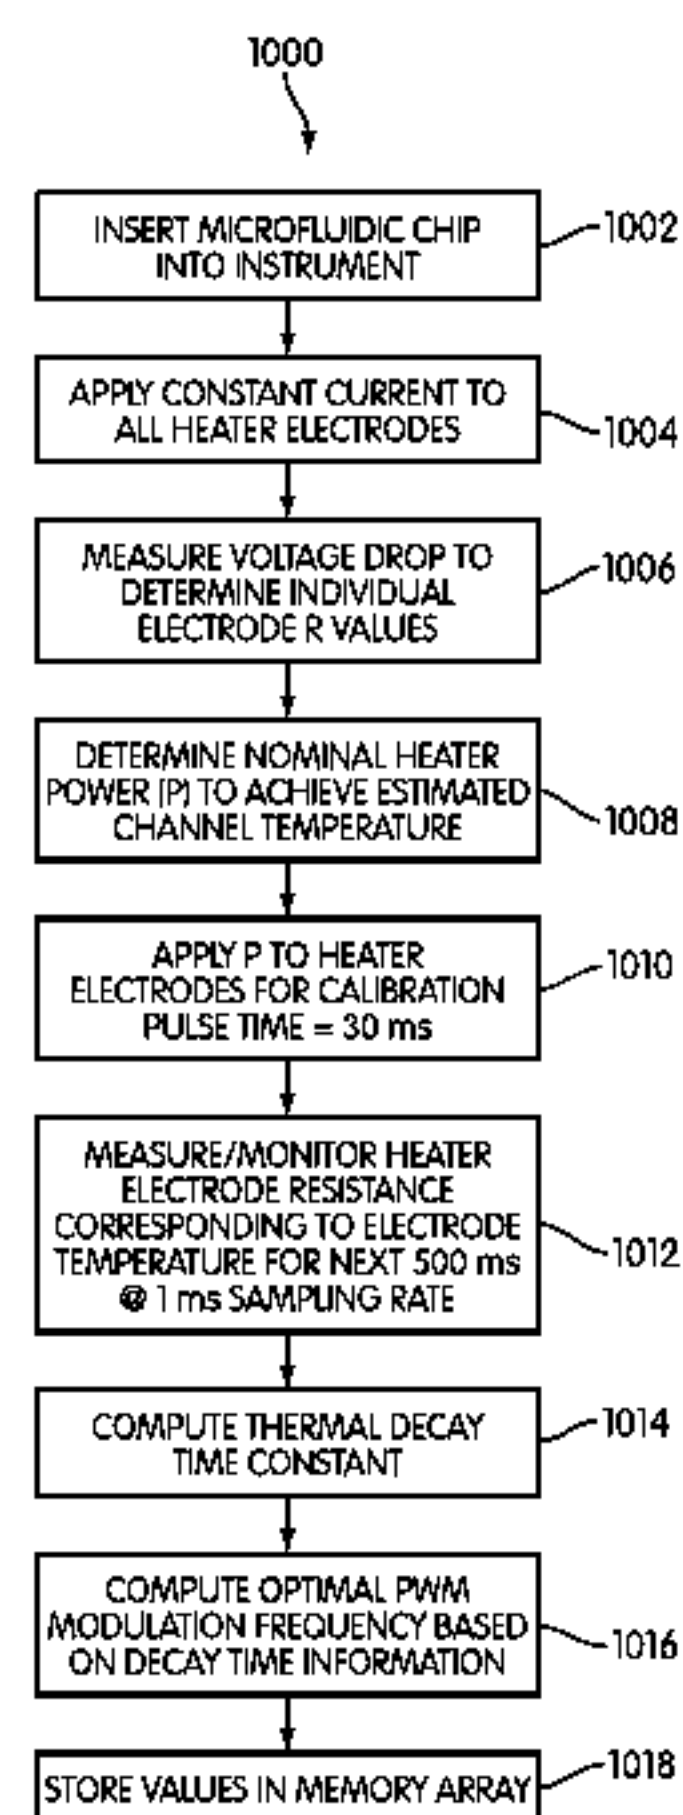 1000
INSERT MICROFLUIDIC CHIP
INTO INSTRUMENT
1002
APPLY CONSTANT CURRENT TO
ALL HEATER ELECTRODES
1004
MEASURE VOLTAGE DROP TO
DETERMINE INDIVIDUAL
ELECTRODE R VALUES
1006
DETERMINE NOMINAL HEATER
POWER (P) TO ACHIEVE ESTIMATED
CHANNEL TEMPERATURE
1008
APPLY P TO HEATER
ELECTRODES FOR CALIBRATION
PULSE TIME = 30 ms
1010
MEASURE/MONITOR HEATER
ELECTRODE RESISTANCE
CORRESPONDING TO ELECTRODE
TEMPERATURE FOR NEXT 500 ms
@ 1 ms SAMPLING RATE
1012
COMPUTE THERMAL DECAY
TIME CONSTANT
1014
COMPUTE OPTIMAL PWM
MODULATION FREQUENCY BASED
ON DECAY TIME INFORMATION
1016
STORE VALUES IN MEMORY ARRAY
1018